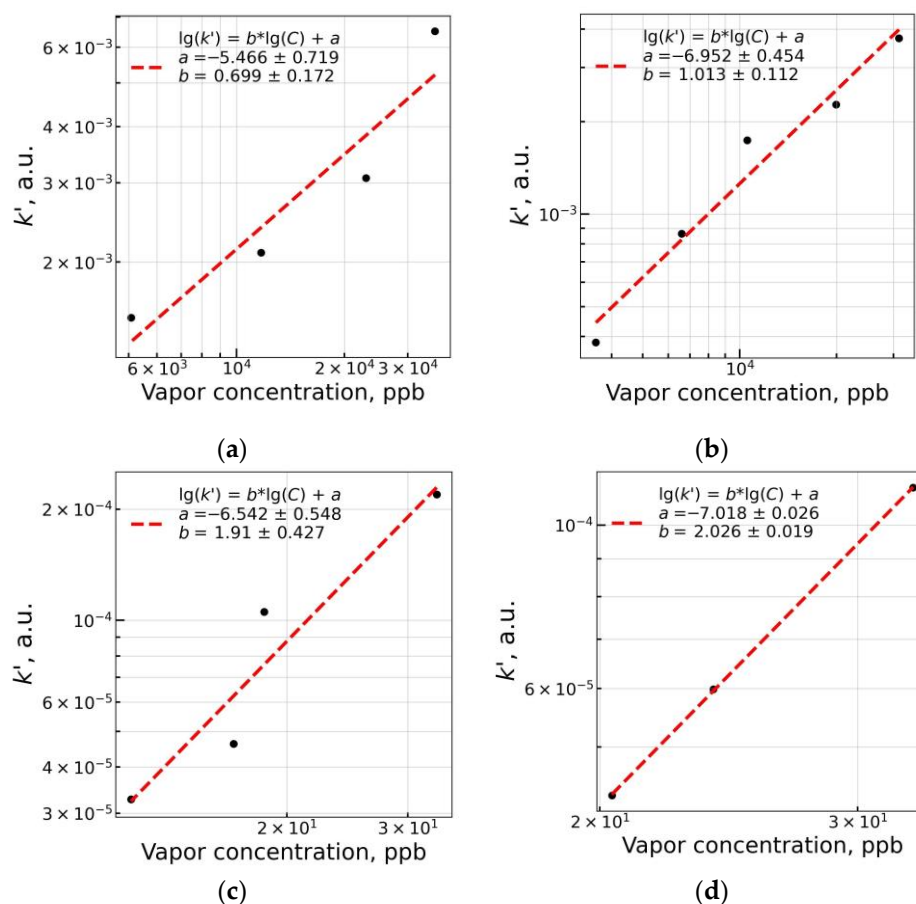 6 × 10⁻³
4 × 10⁻³
3 × 10⁻³
2 × 10⁻³
k', a.u.
lg(k') = b*lg(C) + a
a =−5.466 ± 0.719
b = 0.699 ± 0.172
6 × 10³
10⁴
2 × 10⁴
3 × 10⁴
Vapor concentration, ppb
(a)
10⁻³
k', a.u.
lg(k') = b*lg(C) + a
a =−6.952 ± 0.454
b = 1.013 ± 0.112
10⁴
Vapor concentration, ppb
(b)
2 × 10⁻⁴
10⁻⁴
6 × 10⁻⁵
4 × 10⁻⁵
3 × 10⁻⁵
k', a.u.
lg(k') = b*lg(C) + a
a =−6.542 ± 0.548
b = 1.91 ± 0.427
2 × 10¹
3 × 10¹
Vapor concentration, ppb
(c)
10⁻⁴
6 × 10⁻⁵
k', a.u.
lg(k') = b*lg(C) + a
a =−7.018 ± 0.026
b = 2.026 ± 0.019
2 × 10¹
3 × 10¹
Vapor concentration, ppb
(d)